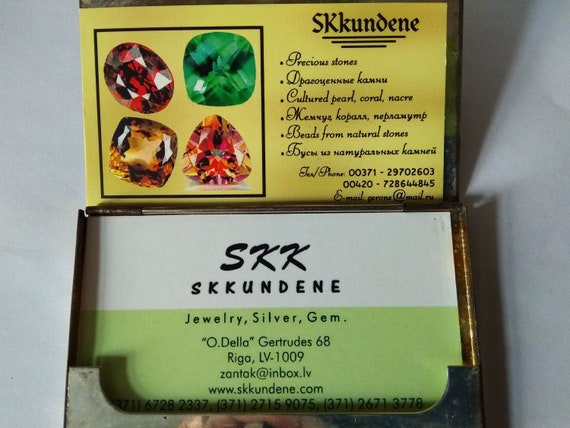 SKkundene
• Precious stones
• Драгоценные камни
• Cultured pearl, coral, nacre
• Жемчуг, коралл, перламутр
• Beads from natural stones
• Бусы из натуральных камней
Тел/Phone: 00371 - 29702603
00420 - 728644845
E-mail: gerone@mail.ru
SKK
SKKUNDENE
Jewelry, Silver, Gem.
"O.Della" Gertrudes 68
Riga, LV-1009
zantak@inbox.lv
www.skkundene.com
(371) 6728 2337, (371) 2715 9075, (371) 2671 3778